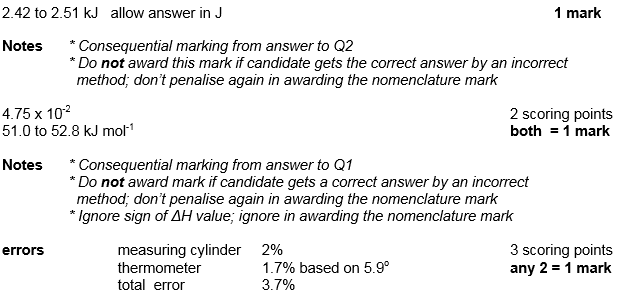 2.42 to 2.51 kJ allow answer in J 1 mark
Notes * Consequential marking from answer to Q2
* Do not award this mark if candidate gets the correct answer by an incorrect
method; don't penalise again in awarding the nomenclature mark
4.75 x 10⁻² 2 scoring points
51.0 to 52.8 kJ mol⁻¹ both = 1 mark
Notes * Consequential marking from answer to Q1
* Do not award mark if candidate gets a correct answer by an incorrect
method; don't penalise again in awarding the nomenclature mark
* Ignore sign of ΔH value; ignore in awarding the nomenclature mark
errors measuring cylinder 2% 3 scoring points
thermometer 1.7% based on 5.9° any 2 = 1 mark
total error 3.7%